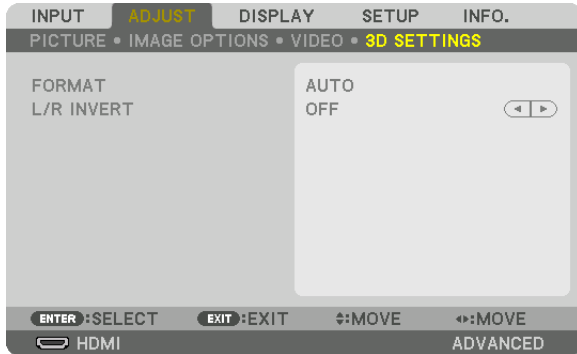 INPUT ADJUST DISPLAY SETUP INFO.
PICTURE • IMAGE OPTIONS • VIDEO • 3D SETTINGS
FORMAT AUTO
L/R INVERT OFF
ENTER :SELECT EXIT :EXIT :MOVE :MOVE
HDMI ADVANCED